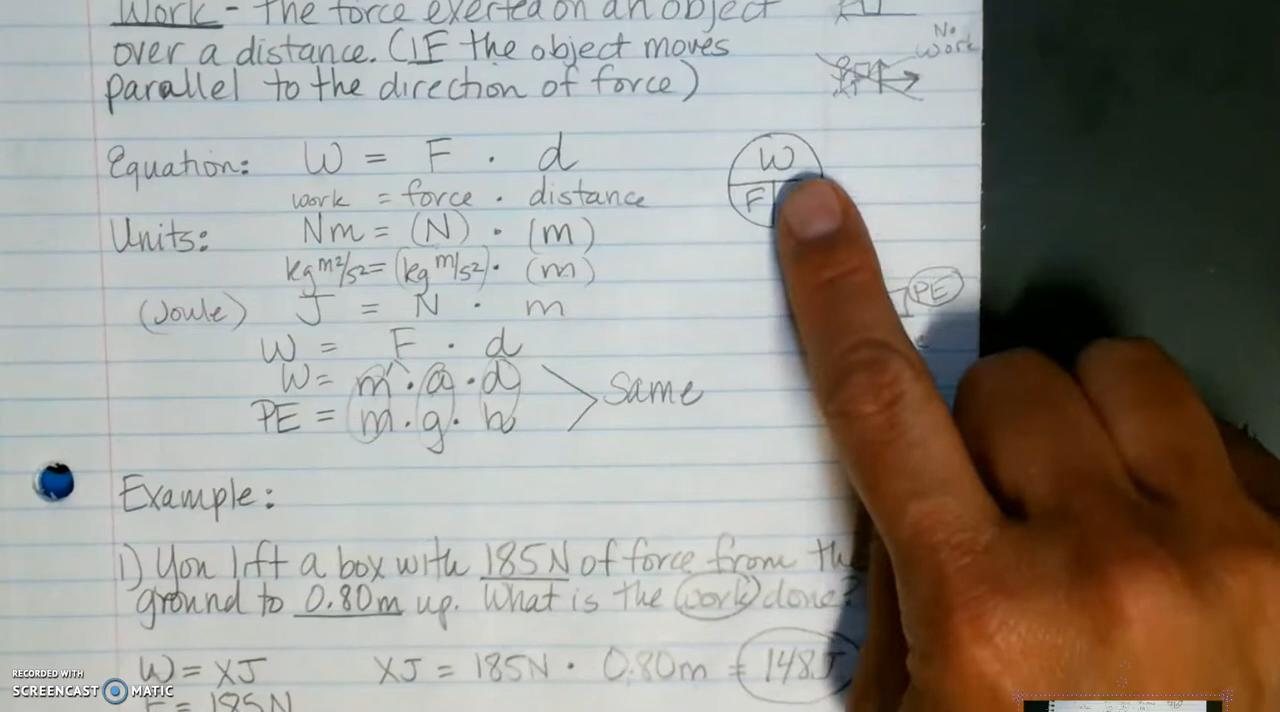 Work - the force exerted on an object
over a distance. (IF the object moves
parallel to the direction of force)
No
Work
Equation: W = F · d
work = force · distance
Units: Nm = (N) · (m)
kg m²/s² = (kg m/s²) · (m)
(Joule) J = N · m
W = F · d
W = m · a · d
PE = m · g · h
Same
W
F
PE
Example:
1) You lift a box with 185N of force from the
ground to 0.80m up. What is the work done?
W = XJ XJ = 185N · 0.80m = 148J
F = 185N
RECORDED WITH
SCREENCAST MATIC